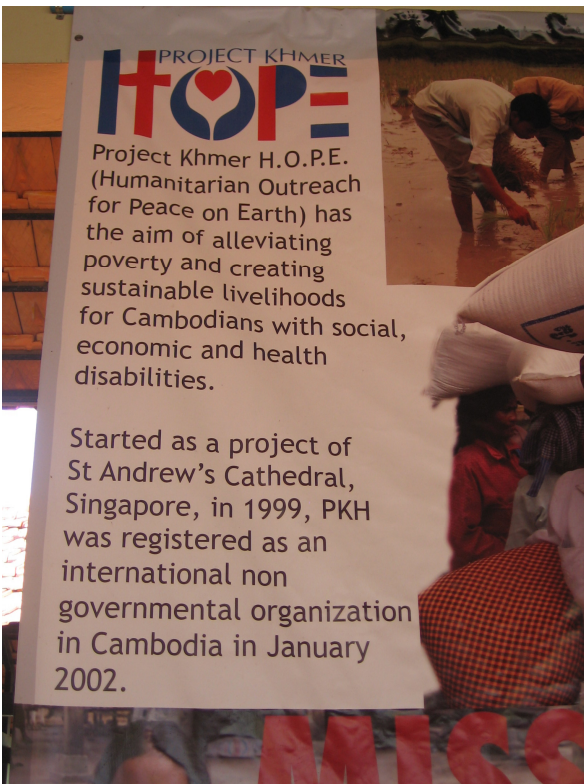 PROJECT KHMER
HOPE
Project Khmer H.O.P.E.
(Humanitarian Outreach
for Peace on Earth) has
the aim of alleviating
poverty and creating
sustainable livelihoods
for Cambodians with social,
economic and health
disabilities.
Started as a project of
St Andrew's Cathedral,
Singapore, in 1999, PKH
was registered as an
international non
governmental organization
in Cambodia in January
2002.
MISS